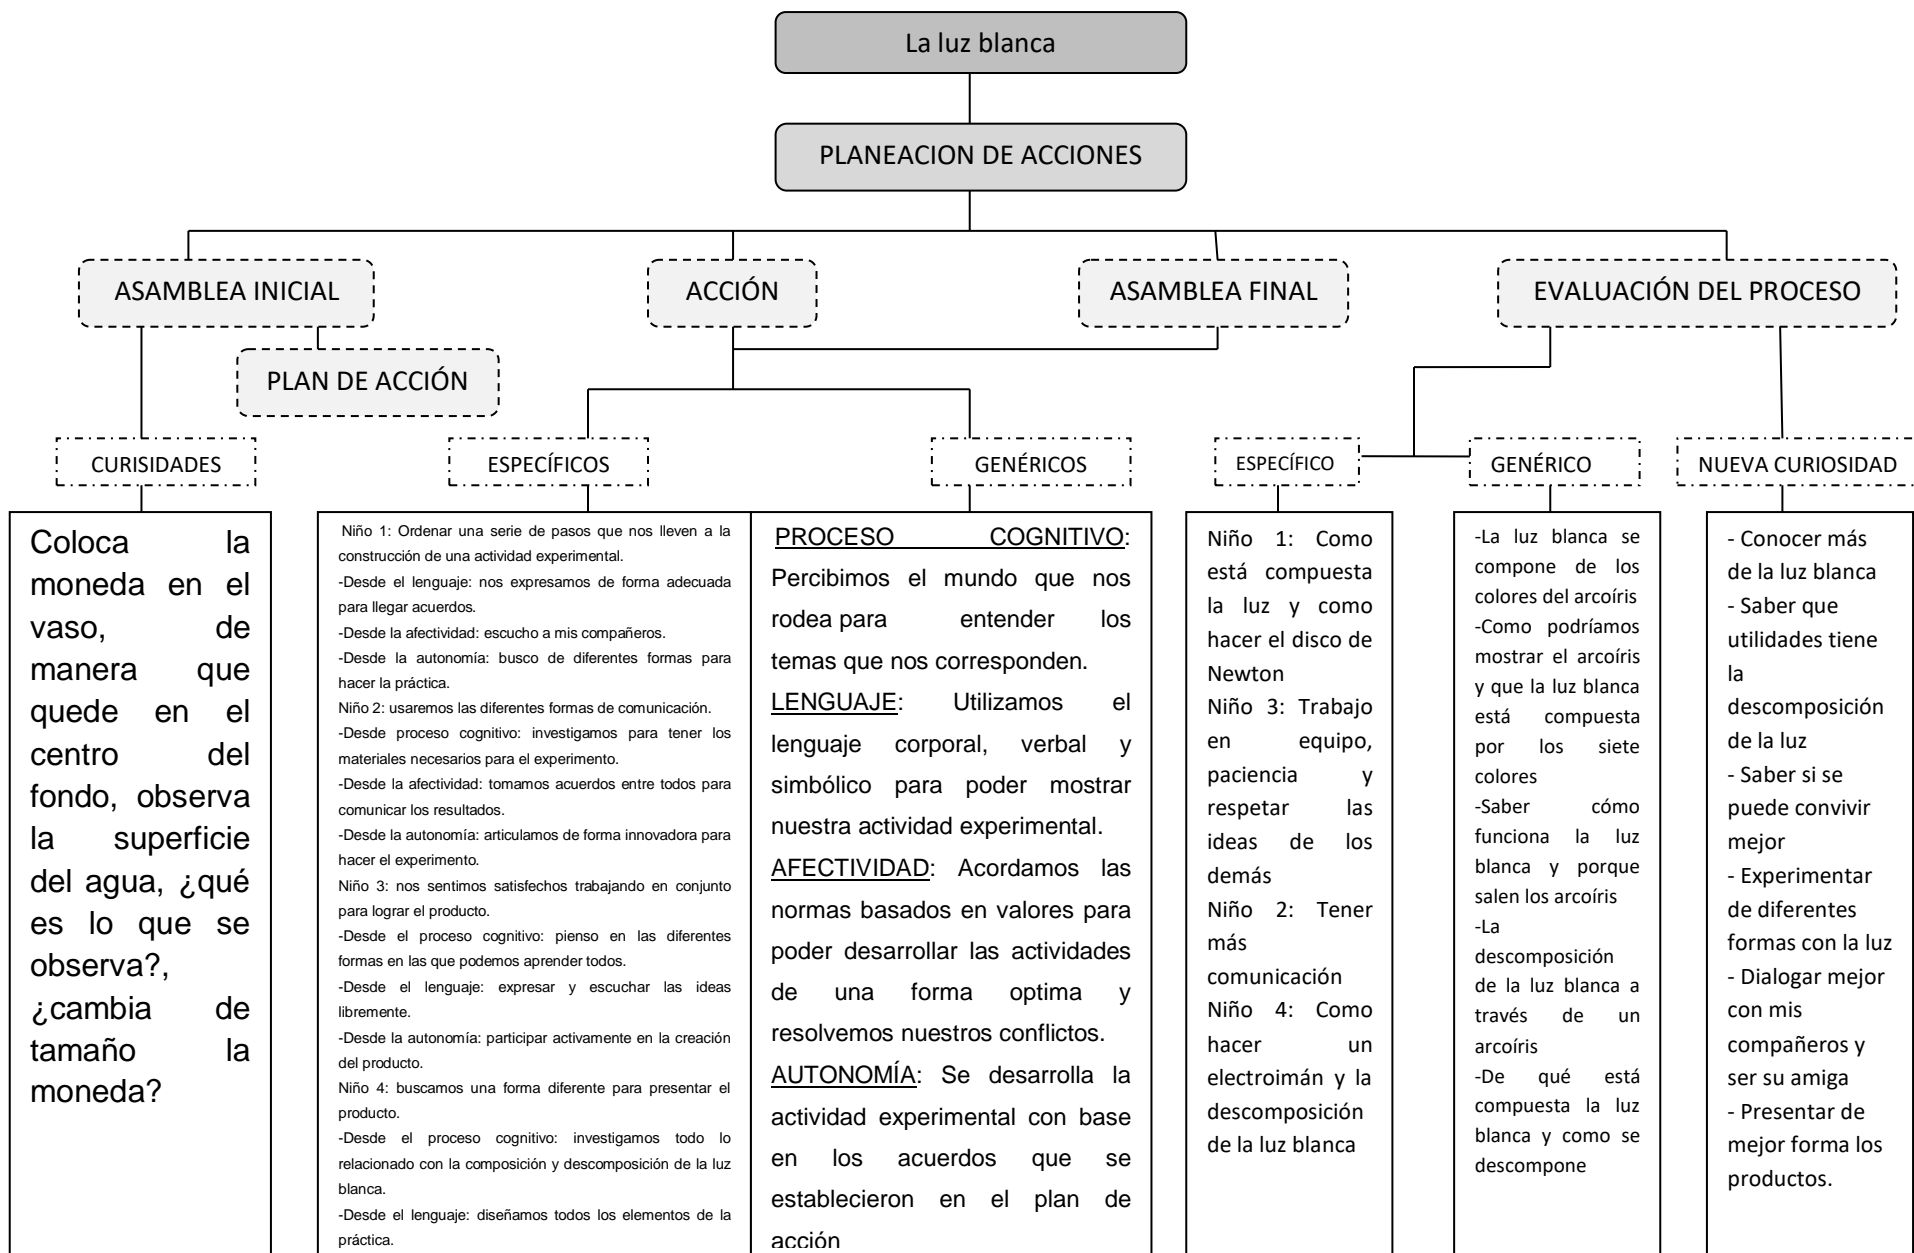 La luz blanca
PLANEACION DE ACCIONES
ASAMBLEA INICIAL
ACCIÓN
ASAMBLEA FINAL
EVALUACIÓN DEL PROCESO
PLAN DE ACCIÓN
CURISIDADES
ESPECÍFICOS
GENÉRICOS
ESPECÍFICO
GENÉRICO
NUEVA CURIOSIDAD
Coloca la
moneda en el
vaso, de
manera que
quede en el
centro del
fondo, observa
la superficie
del agua, ¿qué
es lo que se
observa?,
¿cambia de
tamaño la
moneda?
Niño 1: Ordenar una serie de pasos que nos lleven a la
construcción de una actividad experimental.
-Desde el lenguaje: nos expresamos de forma adecuada
para llegar acuerdos.
-Desde la afectividad: escucho a mis compañeros.
-Desde la autonomía: busco de diferentes formas para
hacer la práctica.
Niño 2: usaremos las diferentes formas de comunicación.
-Desde proceso cognitivo: investigamos para tener los
materiales necesarios para el experimento.
-Desde la afectividad: tomamos acuerdos entre todos para
comunicar los resultados.
-Desde la autonomía: articulamos de forma innovadora para
hacer el experimento.
Niño 3: nos sentimos satisfechos trabajando en conjunto
para lograr el producto.
-Desde el proceso cognitivo: pienso en las diferentes
formas en las que podemos aprender todos.
-Desde el lenguaje: expresar y escuchar las ideas
libremente.
-Desde la autonomía: participar activamente en la creación
del producto.
Niño 4: buscamos una forma diferente para presentar el
producto.
-Desde el proceso cognitivo: investigamos todo lo
relacionado con la composición y descomposición de la luz
blanca.
-Desde el lenguaje: diseñamos todos los elementos de la
práctica.
PROCESO COGNITIVO:
Percibimos el mundo que nos
rodea para entender los
temas que nos corresponden.
LENGUAJE: Utilizamos el
lenguaje corporal, verbal y
simbólico para poder mostrar
nuestra actividad experimental.
AFECTIVIDAD: Acordamos las
normas basados en valores para
poder desarrollar las actividades
de una forma optima y
resolvemos nuestros conflictos.
AUTONOMÍA: Se desarrolla la
actividad experimental con base
en los acuerdos que se
establecieron en el plan de
acción
Niño 1: Como
está compuesta
la luz y como
hacer el disco de
Newton
Niño 3: Trabajo
en equipo,
paciencia y
respetar las
ideas de los
demás
Niño 2: Tener
más
comunicación
Niño 4: Como
hacer un
electroimán y la
descomposición
de la luz blanca
-La luz blanca se
compone de los
colores del arcoíris
-Como podríamos
mostrar el arcoíris
y que la luz blanca
está compuesta
por los siete
colores
-Saber cómo
funciona la luz
blanca y porque
salen los arcoíris
-La
descomposición
de la luz blanca a
través de un
arcoíris
-De qué está
compuesta la luz
blanca y como se
descompone
- Conocer más
de la luz blanca
- Saber que
utilidades tiene
la
descomposición
de la luz
- Saber si se
puede convivir
mejor
- Experimentar
de diferentes
formas con la luz
- Dialogar mejor
con mis
compañeros y
ser su amiga
- Presentar de
mejor forma los
productos.